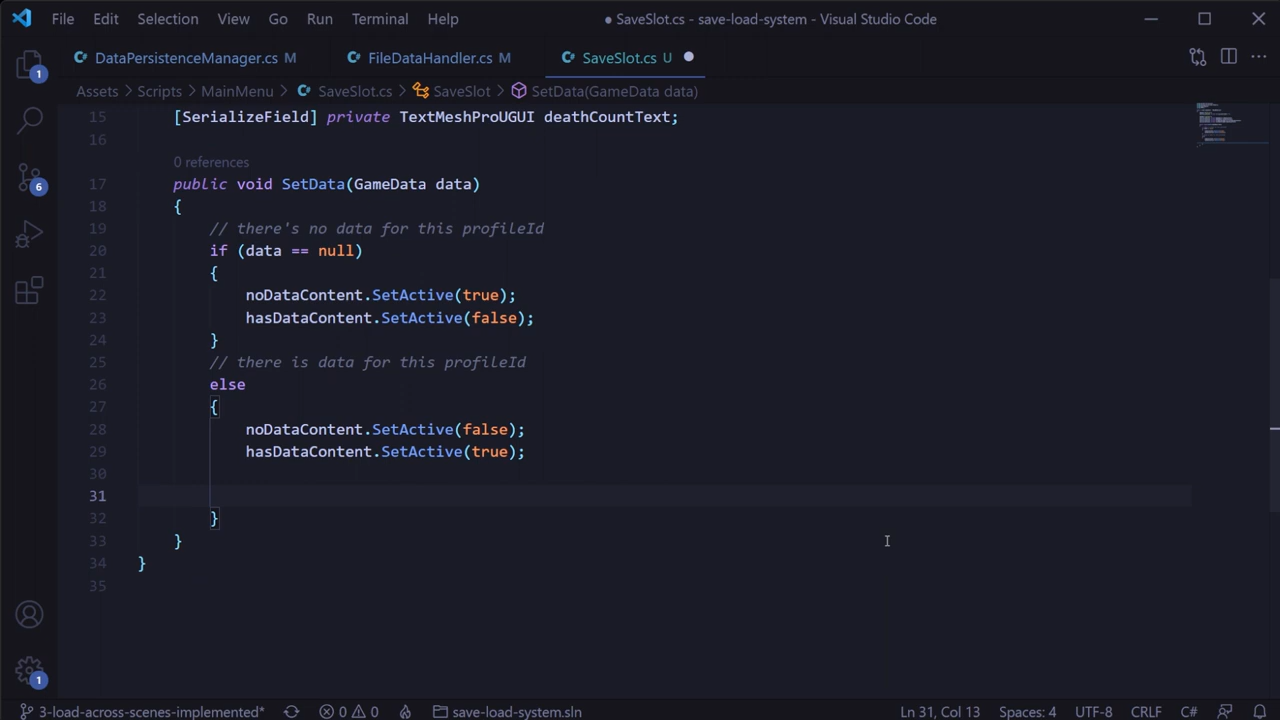 File Edit Selection View Go Run Terminal Help ● SaveSlot.cs - save-load-system - Visual Studio Code
DataPersistenceManager.cs M FileDataHandler.cs M SaveSlot.cs U
Assets > Scripts > MainMenu > SaveSlot.cs > SaveSlot > SetData(GameData data)
1
6
15 [SerializeField] private TextMeshProUGUI deathCountText;
16
0 references
17 public void SetData(GameData data)
18 {
19 // there's no data for this profileId
20 if (data == null)
21 {
22 noDataContent.SetActive(true);
23 hasDataContent.SetActive(false);
24 }
25 // there is data for this profileId
26 else
27 {
28 noDataContent.SetActive(false);
29 hasDataContent.SetActive(true);
30
31
32 }
33 }
34 }
35
1
3-load-across-scenes-implemented* 0 0 save-load-system.sln Ln 31, Col 13 Spaces: 4 UTF-8 CRLF C#